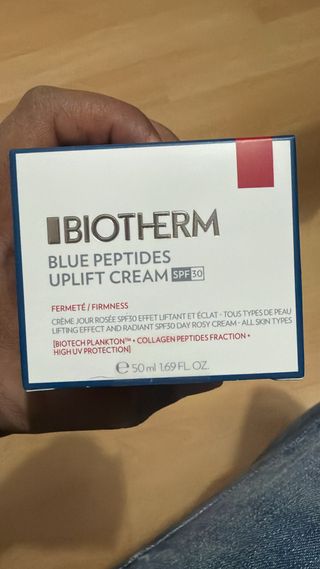 BIOTHERM
BLUE PEPTIDES
UPLIFT CREAM SPF 30
FERMETÉ / FIRMNESS
CRÈME JOUR ROSÉE SPF30 EFFET LIFTANT ET ÉCLAT - TOUS TYPES DE PEAU
LIFTING EFFECT AND RADIANT SPF30 DAY ROSY CREAM - ALL SKIN TYPES
[BIOTECH PLANKTON™ + COLLAGEN PEPTIDES FRACTION +
HIGH UV PROTECTION]
℮ 50 ml 1.69 FL. OZ.